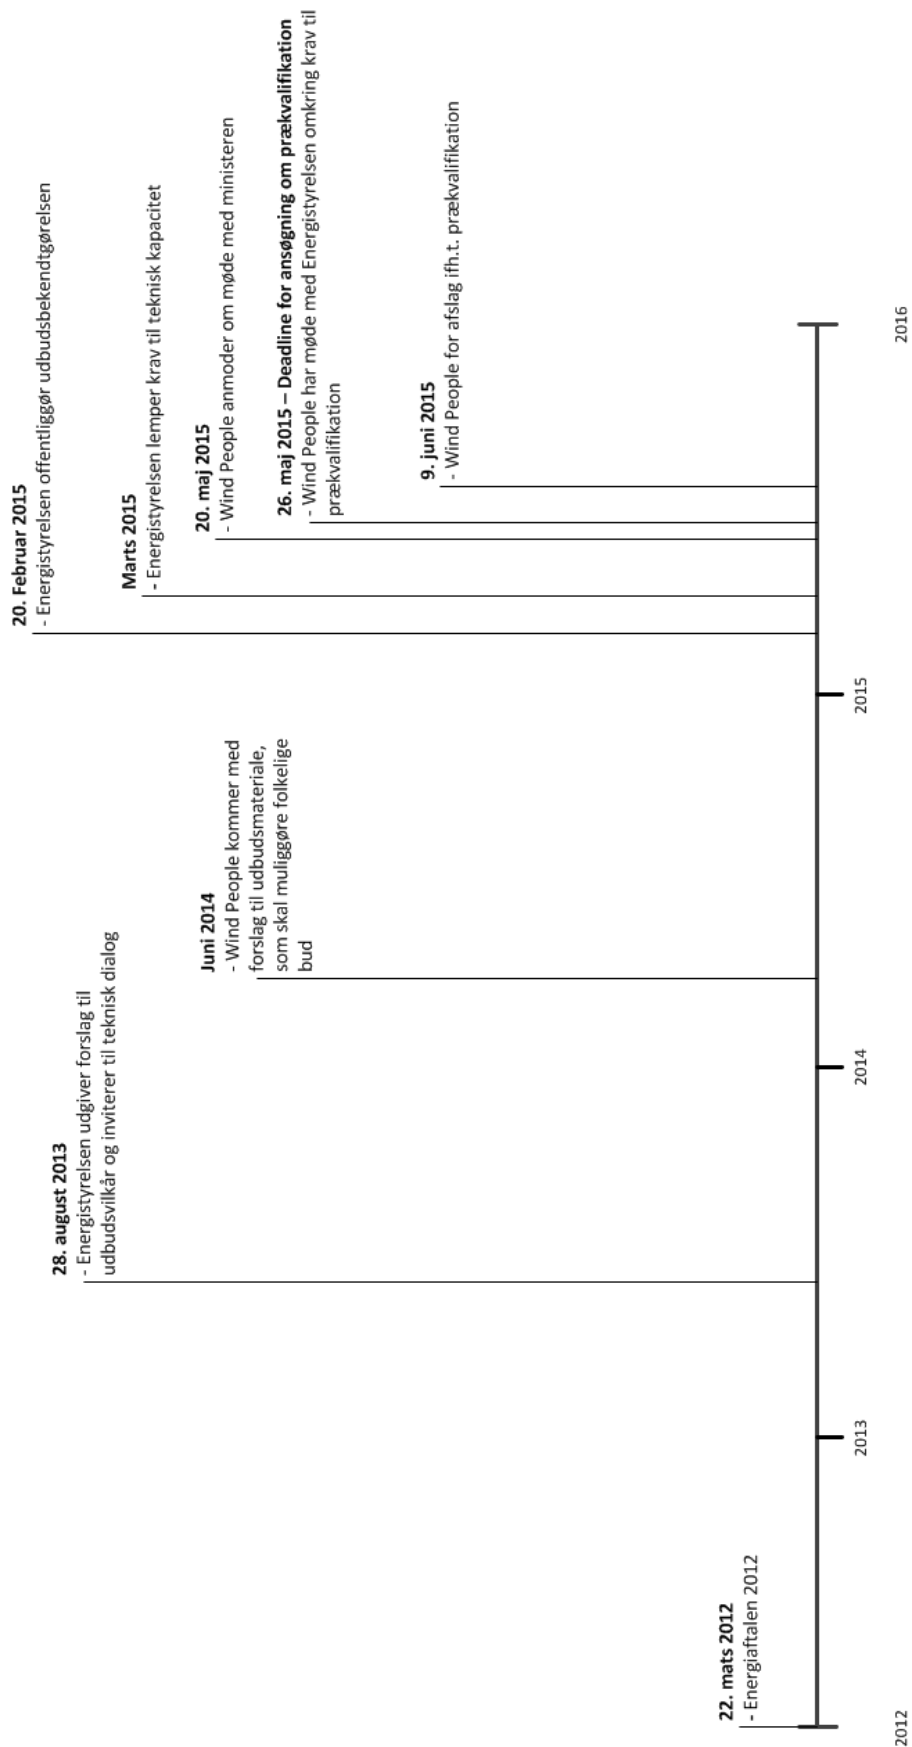 22. mats 2012
- Energiaftalen 2012
28. august 2013
- Energistyrelsen udgiver forslag til
udbudsvilkår og inviterer til teknisk dialog
Juni 2014
- Wind People kommer med
forslag til udbudsmateriale,
som skal muliggøre folkelige
bud
20. Februar 2015
- Energistyrelsen offentliggør udbudsbekendtgørelsen
Marts 2015
- Energistyrelsen lemper krav til teknisk kapacitet
20. maj 2015
- Wind People anmoder om møde med ministeren
26. maj 2015 – Deadline for ansøgning om prækvalifikation
- Wind People har møde med Energistyrelsen omkring krav til
prækvalifikation
9. juni 2015
- Wind People for afslag ifh.t. prækvalifikation
2012
2013
2014
2015
2016